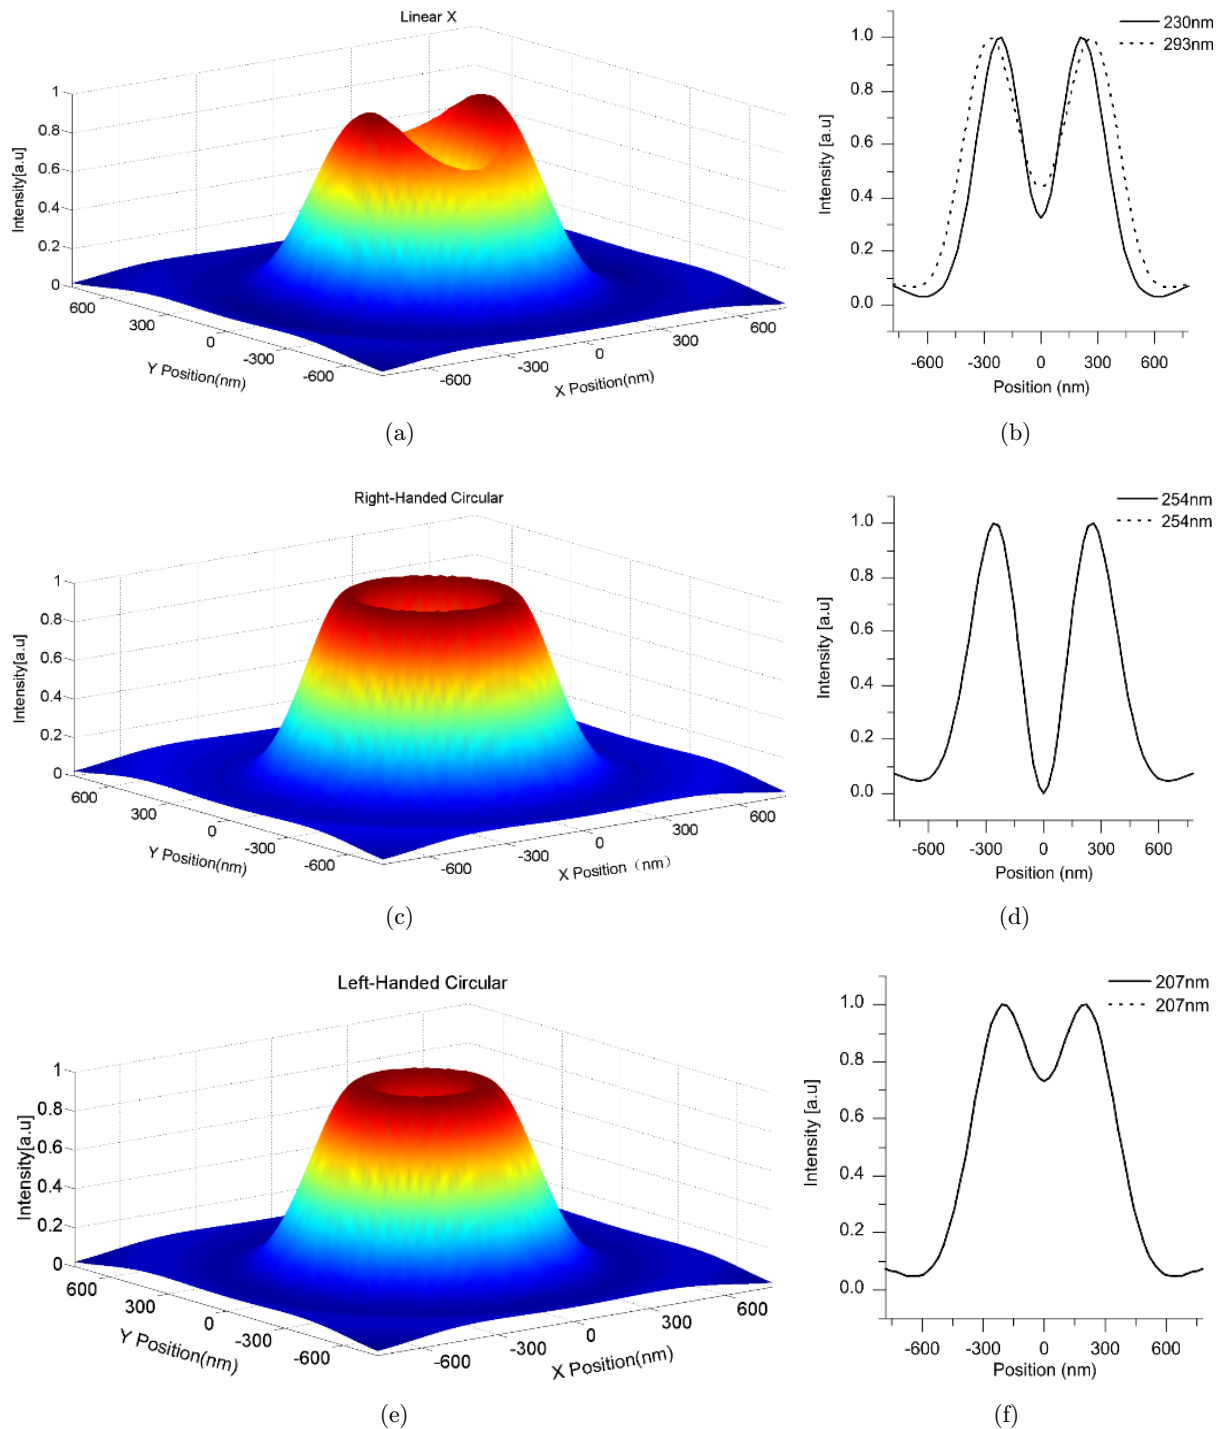 Linear X
Intensity[a.u]
1
0.8
0.6
0.4
0.2
0
600
300
0
-300
-600
Y Position(nm)
-600
-300
0
300
600
X Position(nm)
(a)
230nm
293nm
Intensity [a.u]
1.0
0.8
0.6
0.4
0.2
0.0
-600 -300 0 300 600
Position (nm)
(b)
Right-Handed Circular
Intensity[a.u]
1
0.8
0.6
0.4
0.2
0
600
300
0
-300
-600
Y Position(nm)
-600
-300
0
300
600
X Position（nm）
(c)
254nm
254nm
Intensity [a.u]
1.0
0.8
0.6
0.4
0.2
0.0
-600 -300 0 300 600
Position (nm)
(d)
Left-Handed Circular
Intensity[a.u]
1
0.8
0.6
0.4
0.2
0
600
300
0
-300
-600
Y Position(nm)
-600
-300
0
300
600
X Position(nm)
(e)
207nm
207nm
Intensity [a.u]
1.0
0.8
0.6
0.4
0.2
0.0
-600 -300 0 300 600
Position (nm)
(f)